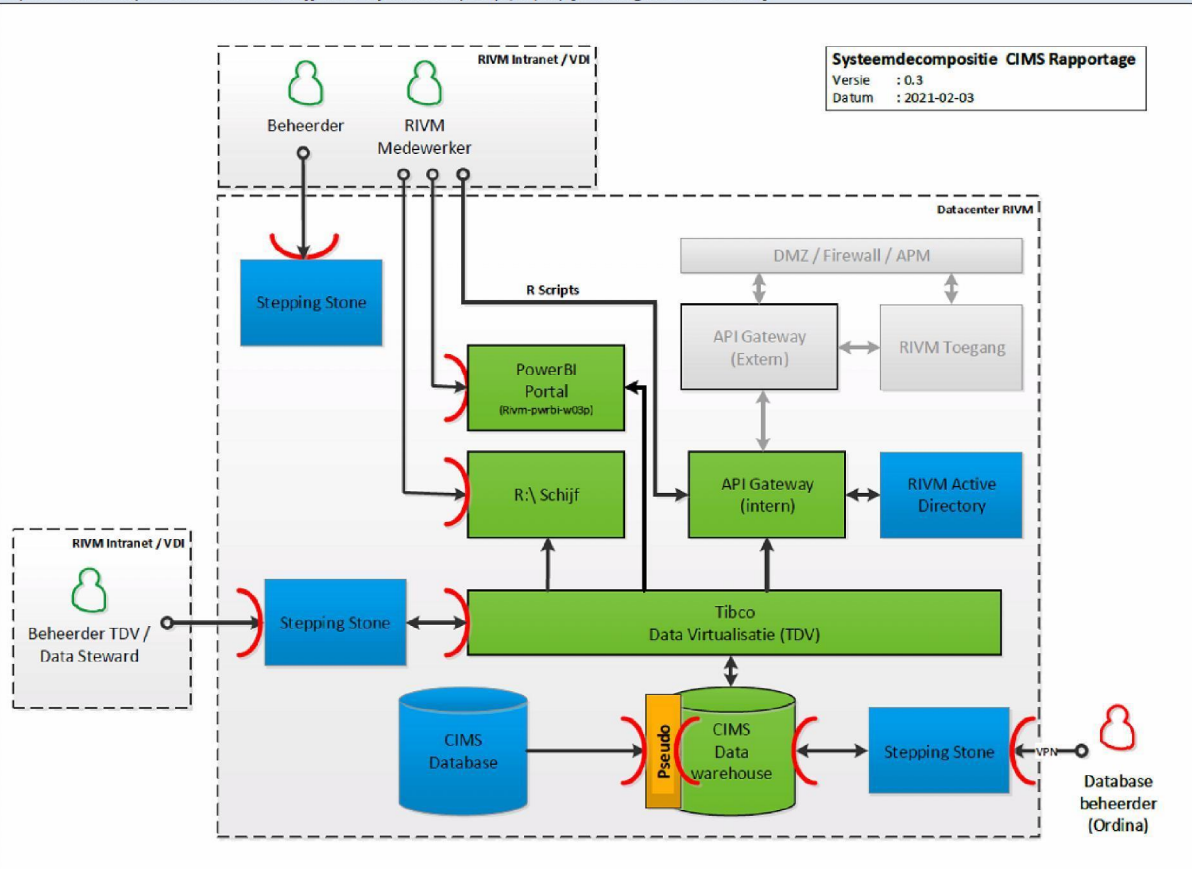 RIVM Intranet / VDI
Beheerder
RIVM
Medewerker
Systeemdecompositie CIMS Rapportage
Versie : 0.3
Datum : 2021-02-03
Datacenter RIVM
DMZ / Firewall / APM
Stepping Stone
R Scripts
API Gateway
(Extern)
RIVM Toegang
PowerBI
Portal
(Rivm-pwrbi-w03p)
R:\ Schijf
API Gateway
(intern)
RIVM Active
Directory
RIVM Intranet / VDI
Beheerder TDV /
Data Steward
Stepping Stone
Tibco
Data Virtualisatie (TDV)
CIMS
Database
Pseudo
CIMS
Data
warehouse
Stepping Stone
VPN
Database
beheerder
(Ordina)